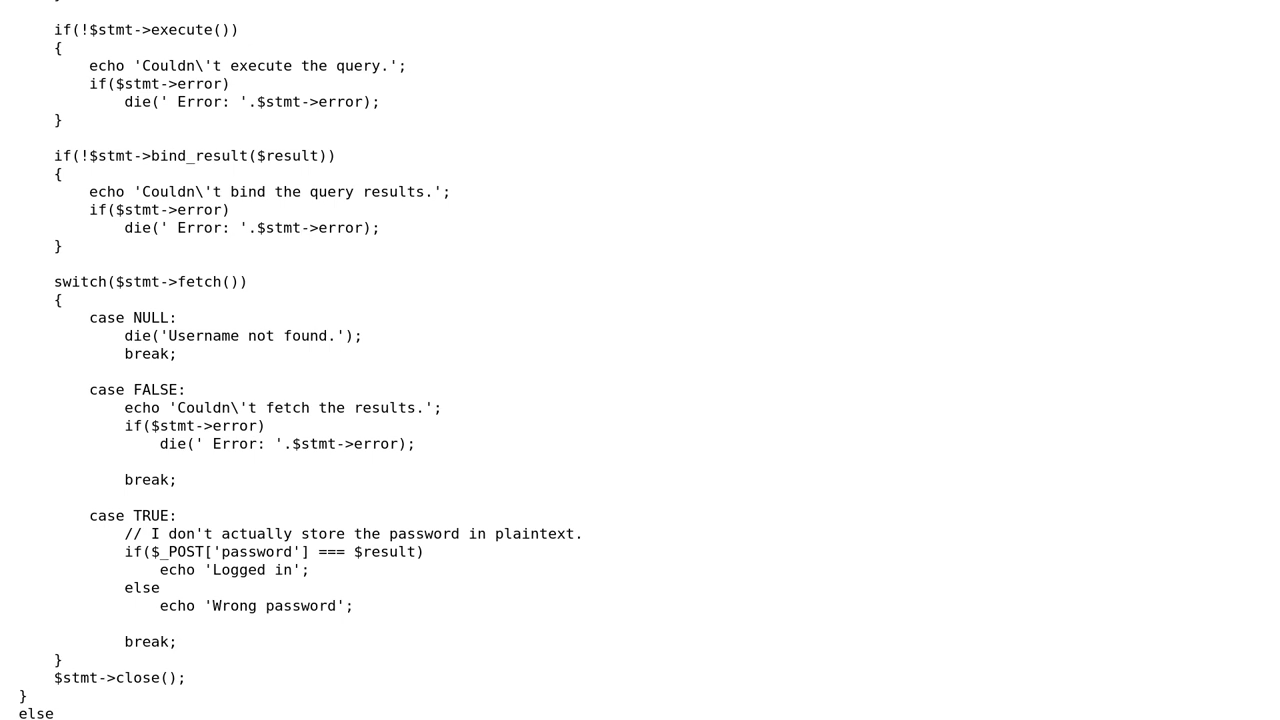 if(!$stmt->execute())
{
echo 'Couldn\'t execute the query.';
if($stmt->error)
die(' Error: '.$stmt->error);
}
if(!$stmt->bind_result($result))
{
echo 'Couldn\'t bind the query results.';
if($stmt->error)
die(' Error: '.$stmt->error);
}
switch($stmt->fetch())
{
case NULL:
die('Username not found.');
break;
case FALSE:
echo 'Couldn\'t fetch the results.';
if($stmt->error)
die(' Error: '.$stmt->error);
break;
case TRUE:
// I don't actually store the password in plaintext.
if($_POST['password'] === $result)
echo 'Logged in';
else
echo 'Wrong password';
break;
}
$stmt->close();
}
else